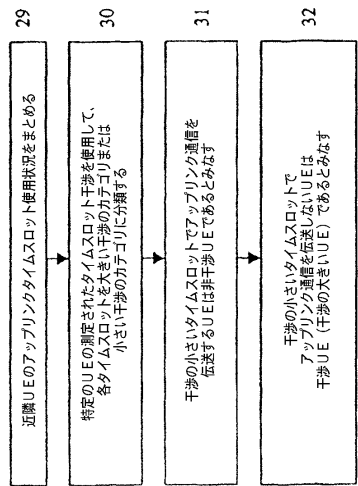 29
近隣UEのアップリンクタイムスロット使用状況をまとめる
30
特定のUEの測定されたタイムスロット干渉を使用して、
各タイムスロットを大きい干渉のカテゴリまたは
小さい干渉のカテゴリに分類する
31
干渉の小さいタイムスロットでアップリンク通信を
伝送するUEは非干渉UEであるとみなす
32
干渉の小さいタイムスロットで
アップリンク通信を伝送しないUEは
干渉UE(干渉の大きいUE)であるとみなす